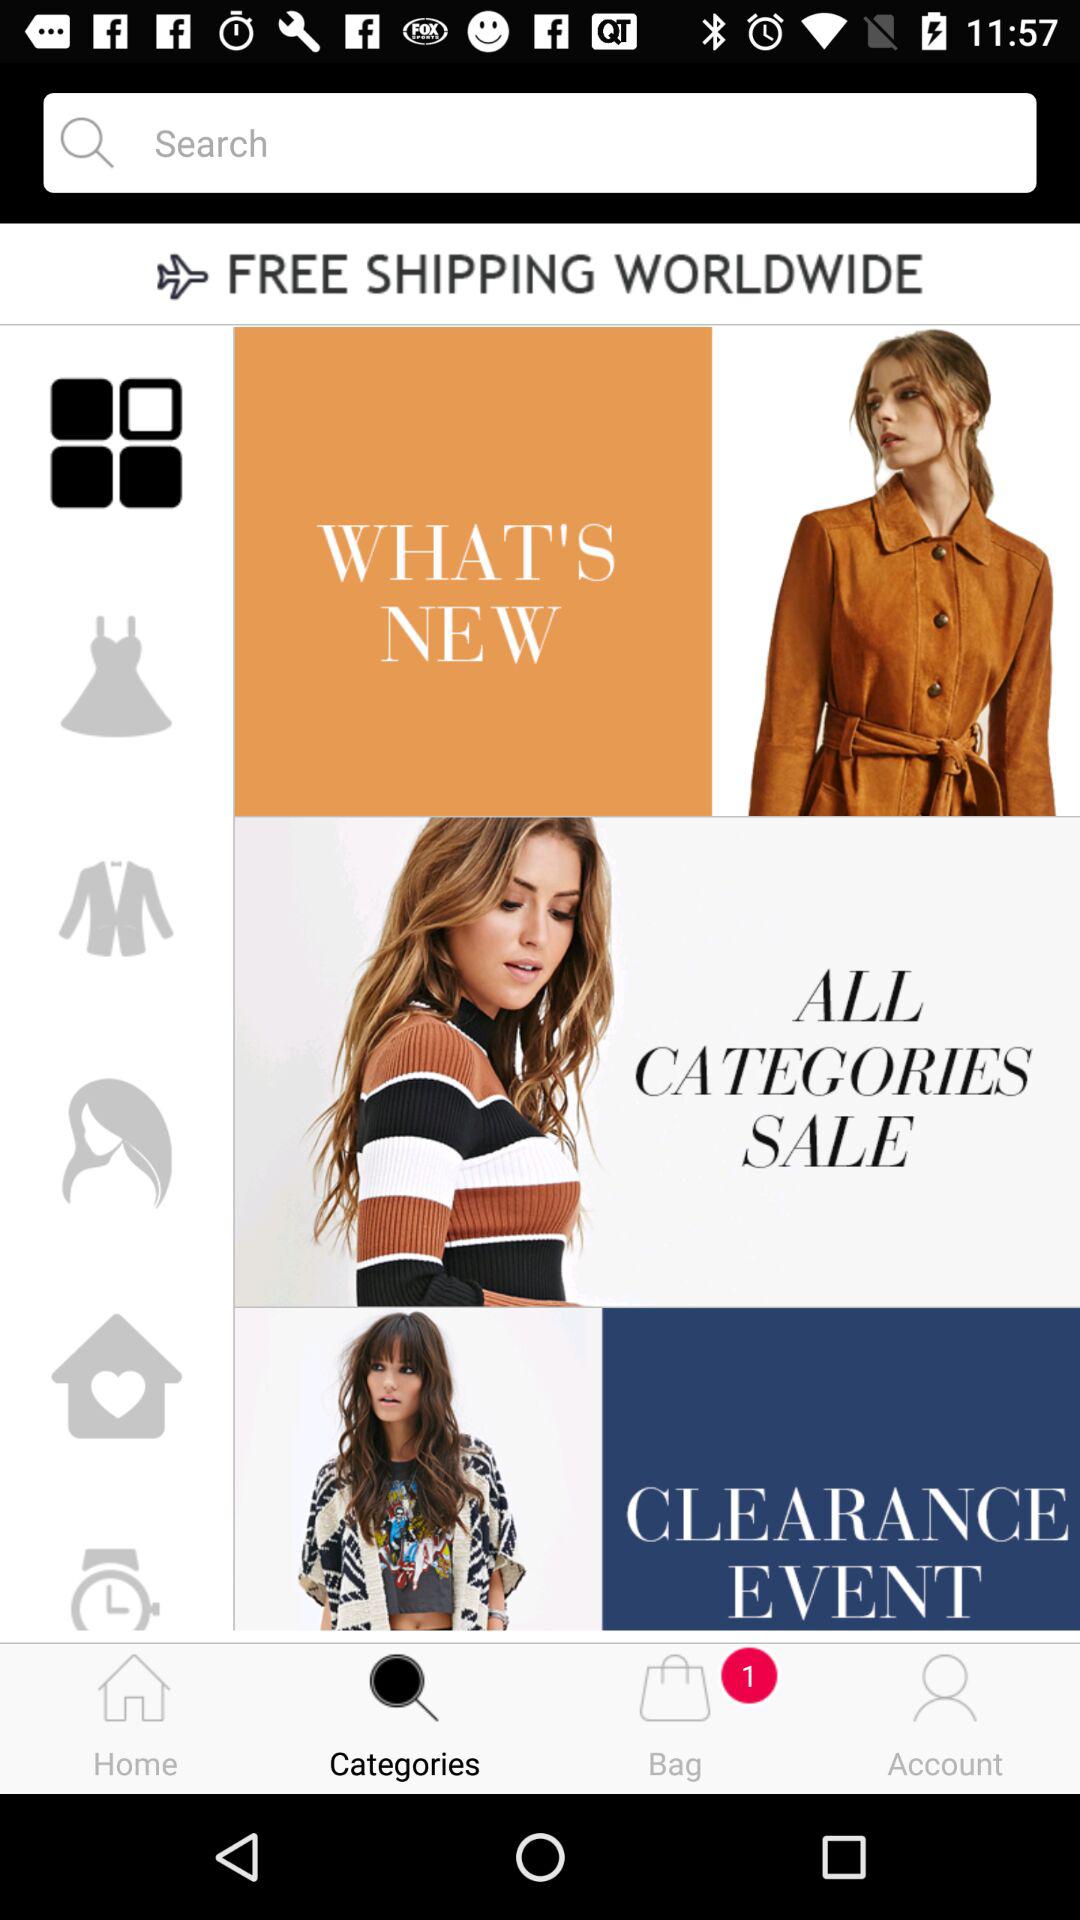 FOX
SPORTS
QT
11:57
Search
FREE SHIPPING WORLDWIDE
WHAT'S
NEW
ALL
CATEGORIES
SALE
CLEARANCE
EVENT
1
Home
Categories
Bag
Account